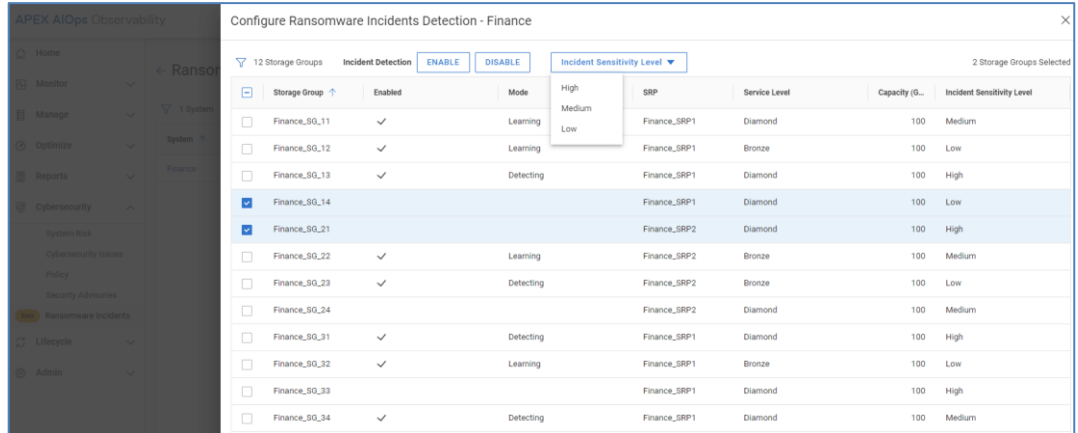 APEX AIOps Observability
Configure Ransomware Incidents Detection - Finance
Home
Monitor
Manage
Optimize
Reports
Cybersecurity
System Risk
Cybersecurity Issues
Policy
Security Advisories
Ransomware Incidents
Lifecycle
Admin
Ransor
1 System
System
Finance
12 Storage Groups Incident Detection ENABLE DISABLE Incident Sensitivity Level 2 Storage Groups Selected
High
Medium
Low
Storage Group Enabled Mode SRP Service Level Capacity (G... Incident Sensitivity Level
Finance_SG_11 Learning Finance_SRP1 Diamond 100 Medium
Finance_SG_12 Learning Finance_SRP1 Bronze 100 Low
Finance_SG_13 Detecting Finance_SRP1 Diamond 100 High
Finance_SG_14 Finance_SRP1 Diamond 100 Low
Finance_SG_21 Finance_SRP2 Diamond 100 High
Finance_SG_22 Learning Finance_SRP2 Bronze 100 Medium
Finance_SG_23 Detecting Finance_SRP2 Bronze 100 Low
Finance_SG_24 Finance_SRP2 Diamond 100 Medium
Finance_SG_31 Detecting Finance_SRP1 Diamond 100 High
Finance_SG_32 Learning Finance_SRP1 Bronze 100 Low
Finance_SG_33 Finance_SRP1 Diamond 100 High
Finance_SG_34 Detecting Finance_SRP1 Diamond 100 Medium